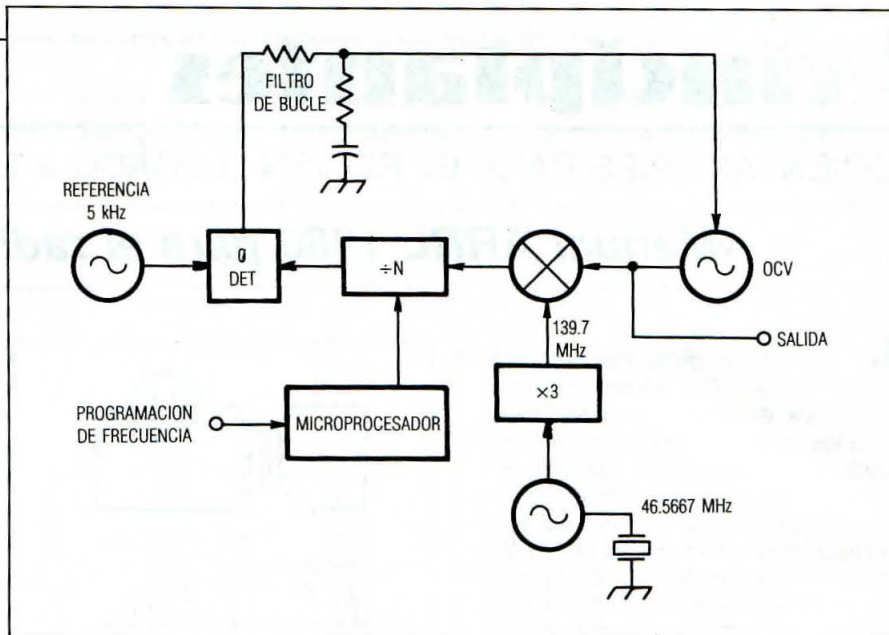 FILTRO
DE BUCLE
REFERENCIA
5 kHz
DET
÷N
OCV
139.7
MHz
SALIDA
×3
PROGRAMACION
DE FRECUENCIA
MICROPROCESADOR
46.5667 MHz